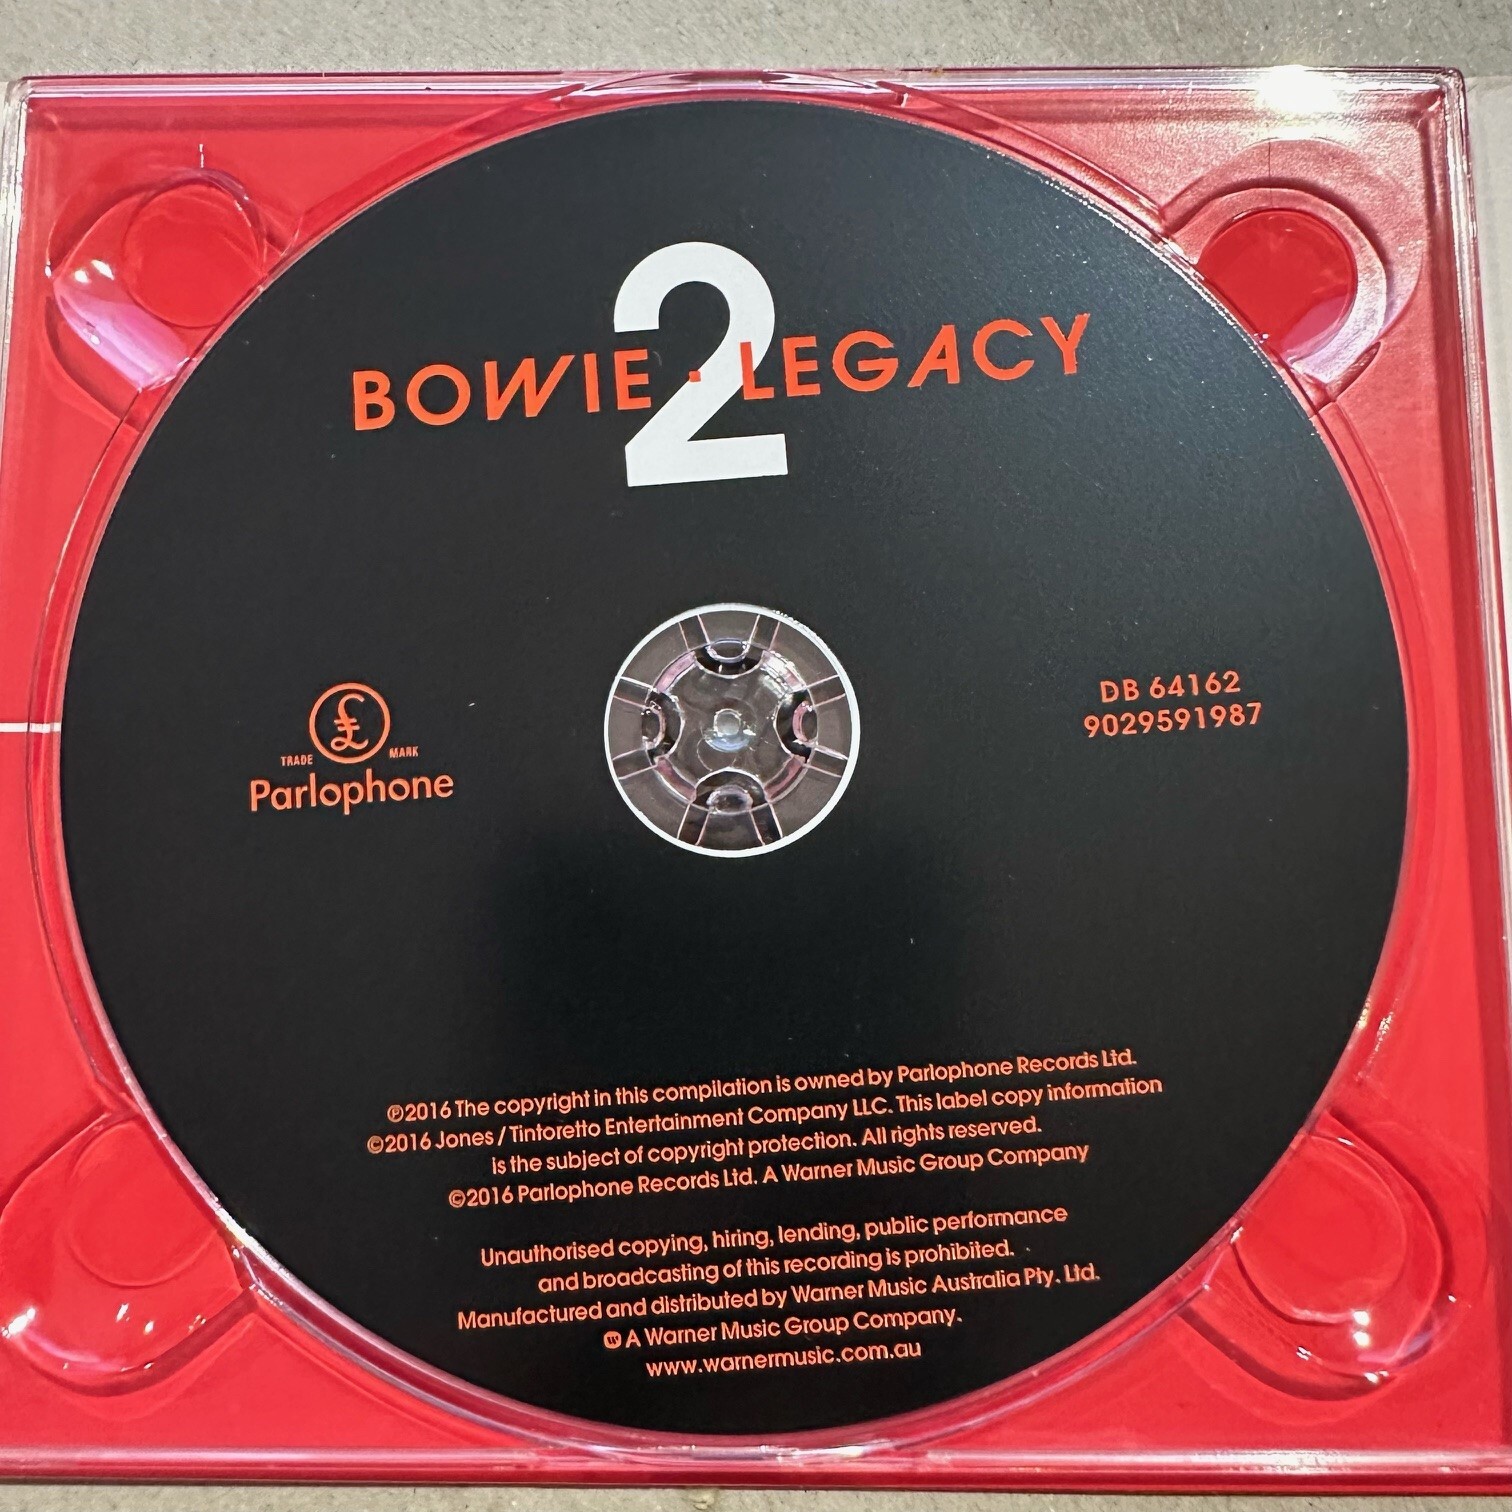 2
BOWIE · LEGACY
£
TRADE MARK
Parlophone
DB 64162
9029591987
℗2016 The copyright in this compilation is owned by Parlophone Records Ltd.
©2016 Jones / Tintoretto Entertainment Company LLC. This label copy information
is the subject of copyright protection. All rights reserved.
©2016 Parlophone Records Ltd. A Warner Music Group Company
Unauthorised copying, hiring, lending, public performance
and broadcasting of this recording is prohibited.
Manufactured and distributed by Warner Music Australia Pty. Ltd.
A Warner Music Group Company.
www.warnermusic.com.au